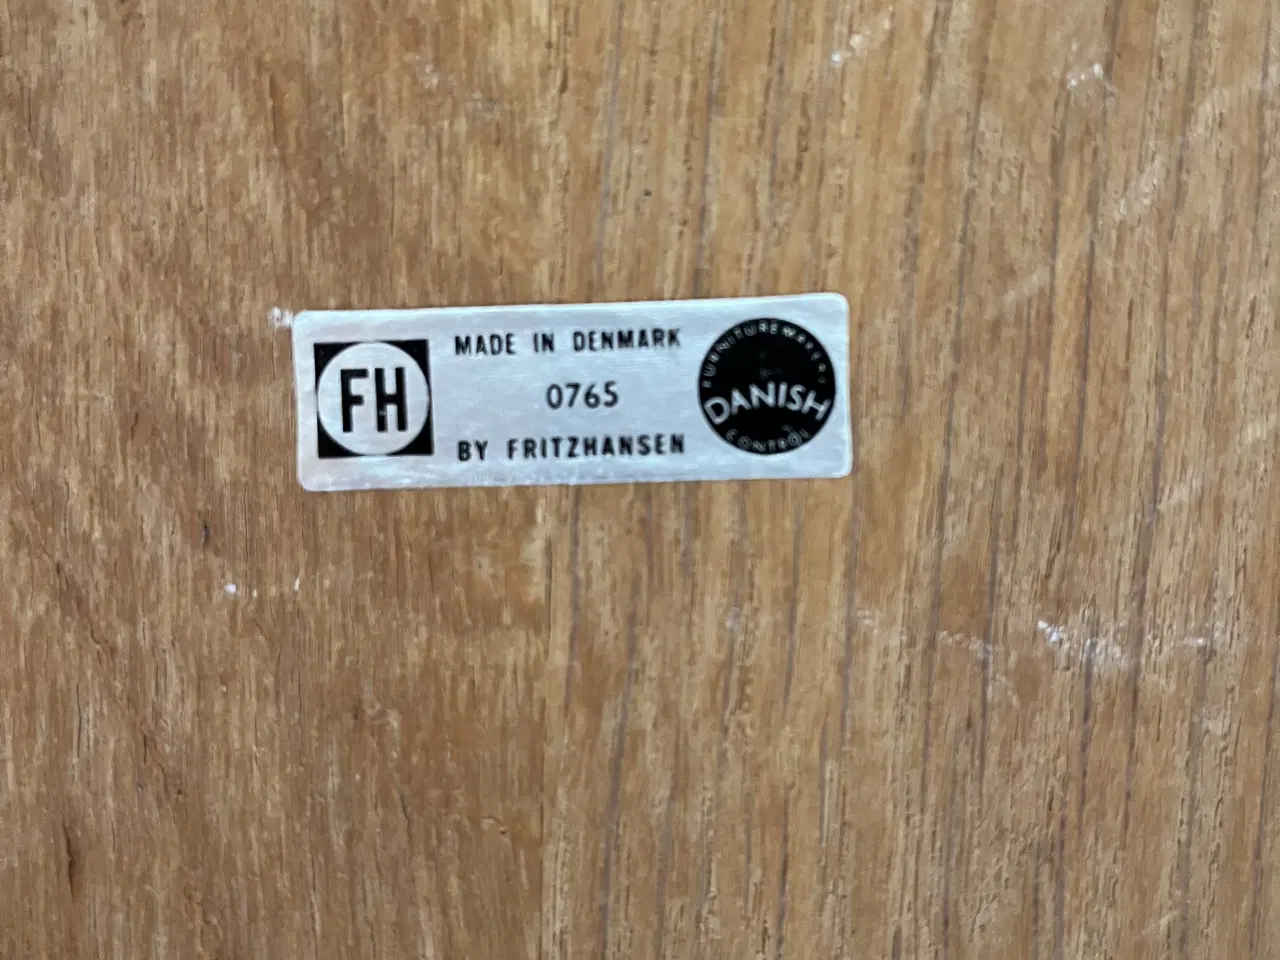 FH
MADE IN DENMARK
0765
BY FRITZHANSEN
FURNITUREMAKERS
DANISH
CONTROL